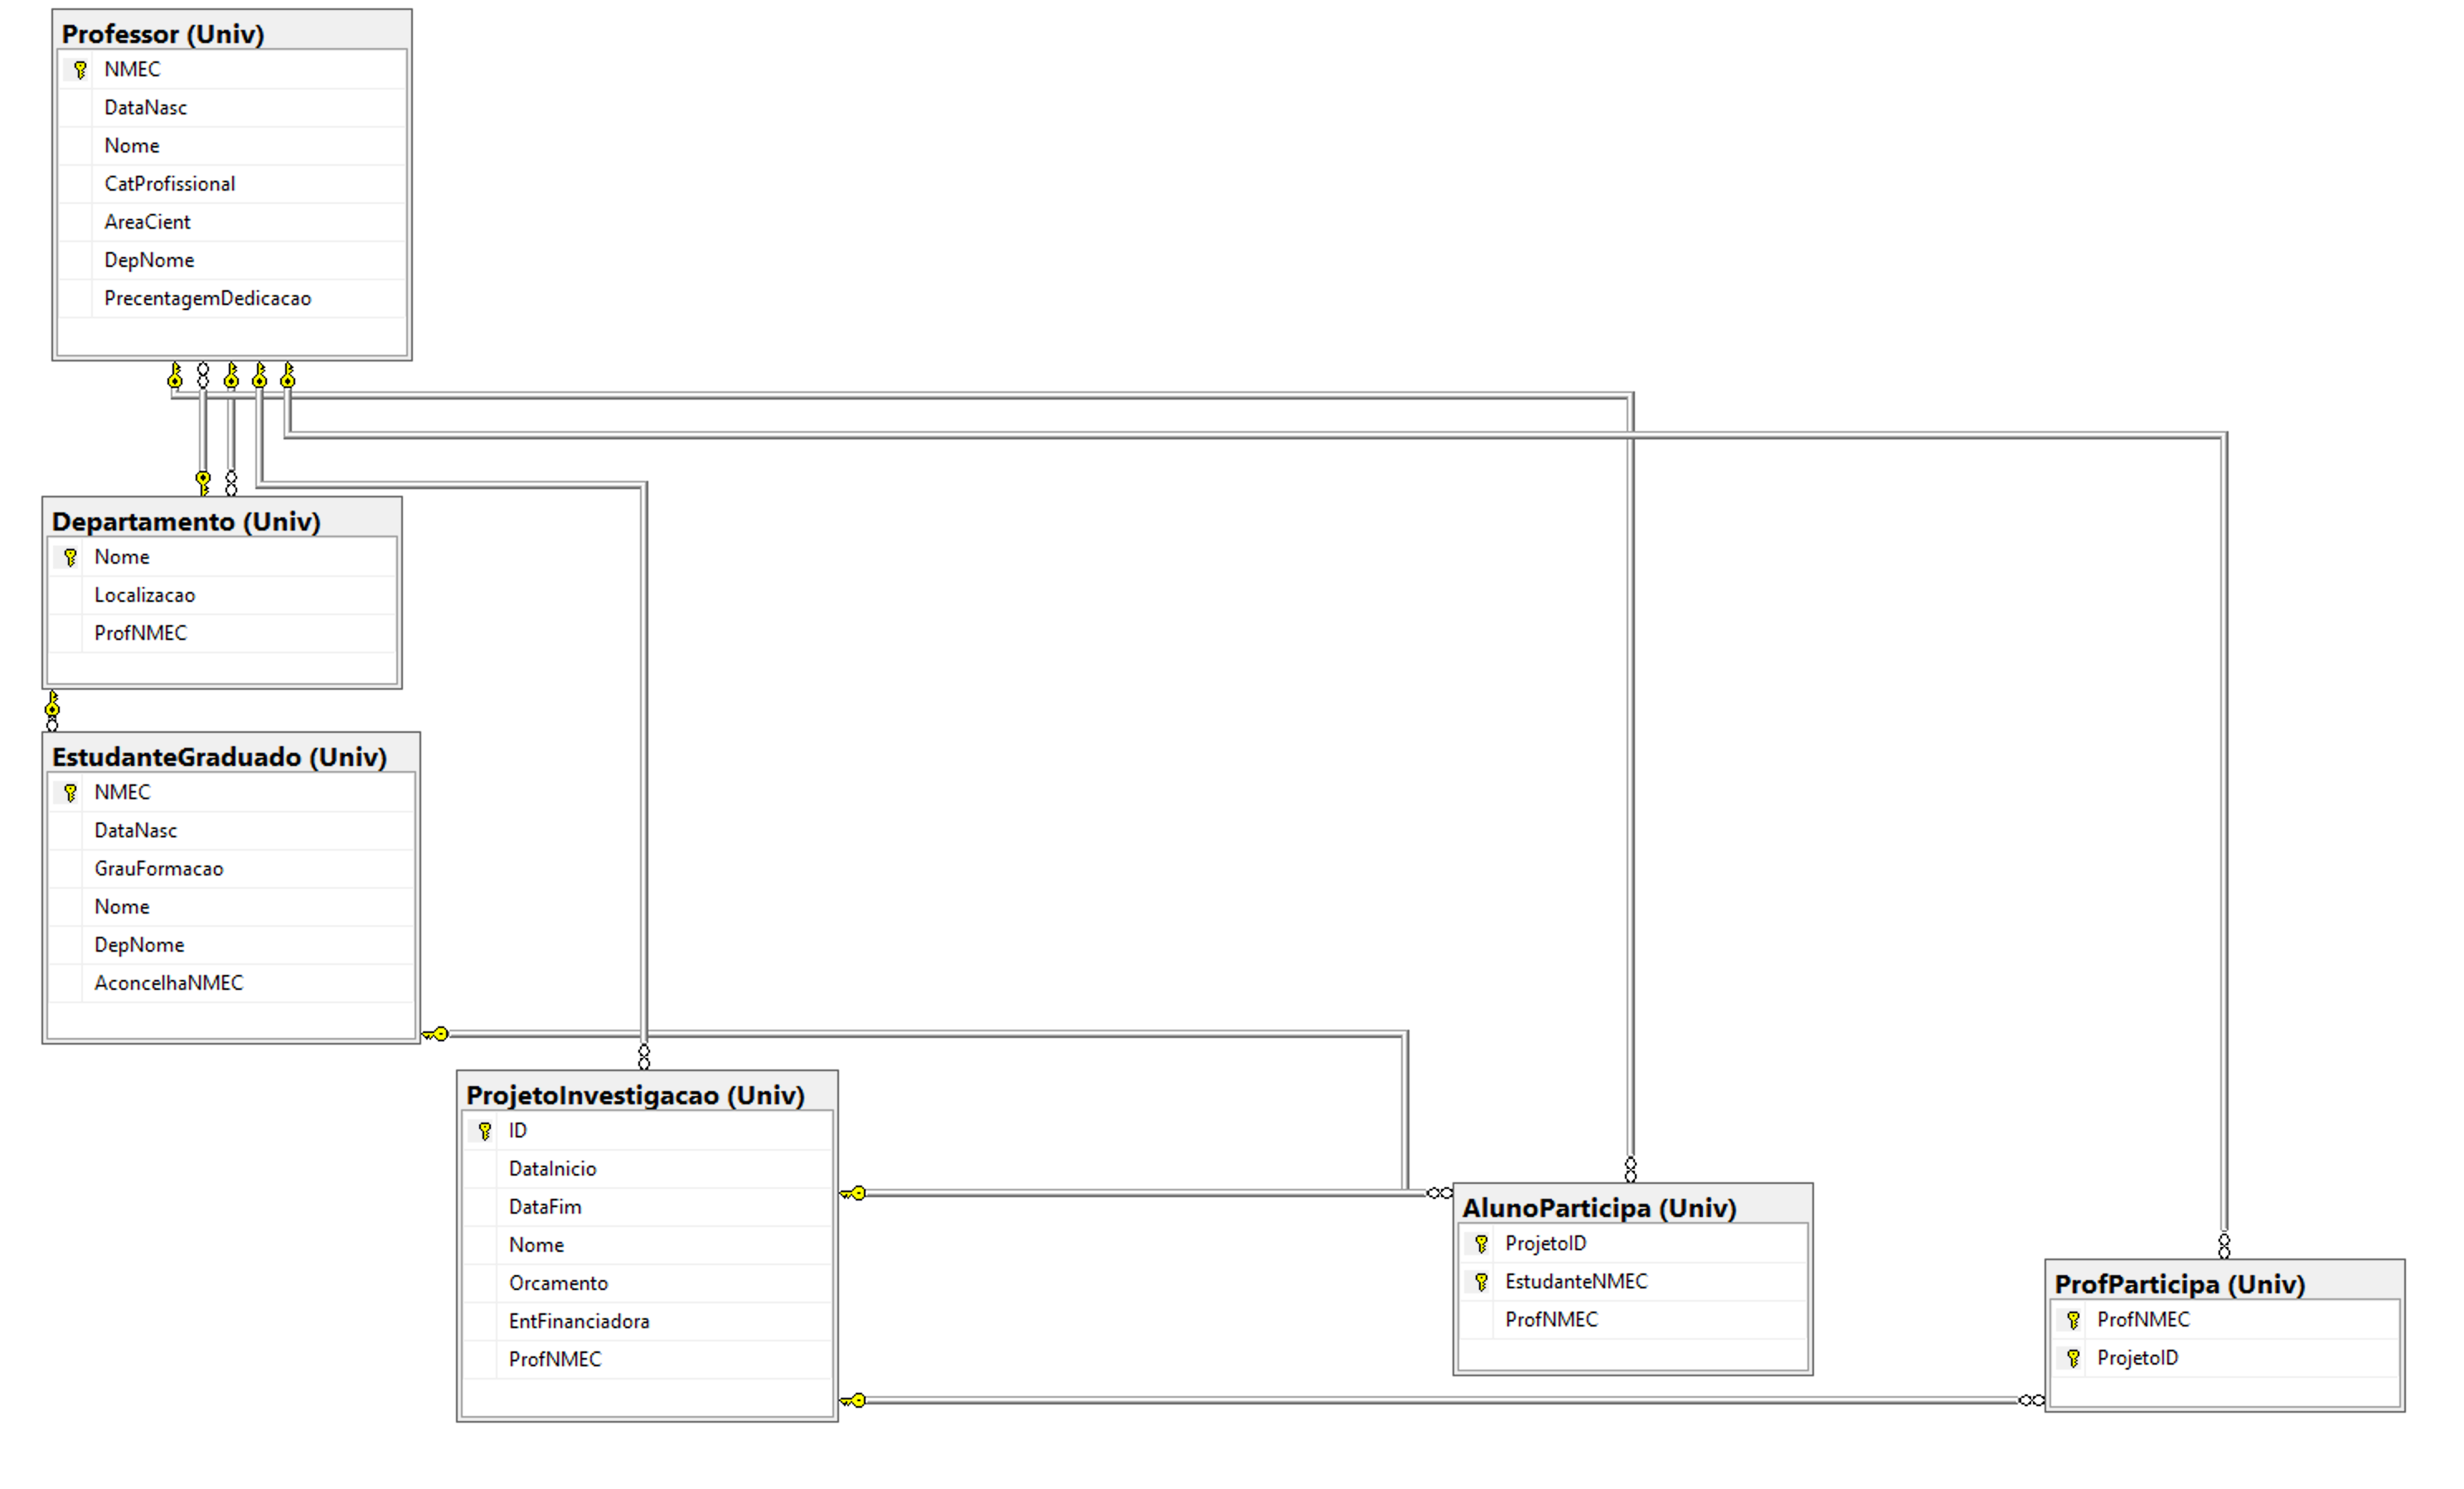 Professor (Univ)
NMEC
DataNasc
Nome
CatProfissional
AreaCient
DepNome
PrecentagemDedicacao
Departamento (Univ)
Nome
Localizacao
ProfNMEC
EstudanteGraduado (Univ)
NMEC
DataNasc
GrauFormacao
Nome
DepNome
AconcelhaNMEC
ProjetoInvestigacao (Univ)
ID
DataInicio
DataFim
Nome
Orcamento
EntFinanciadora
ProfNMEC
AlunoParticipa (Univ)
ProjetoID
EstudanteNMEC
ProfNMEC
ProfParticipa (Univ)
ProfNMEC
ProjetoID